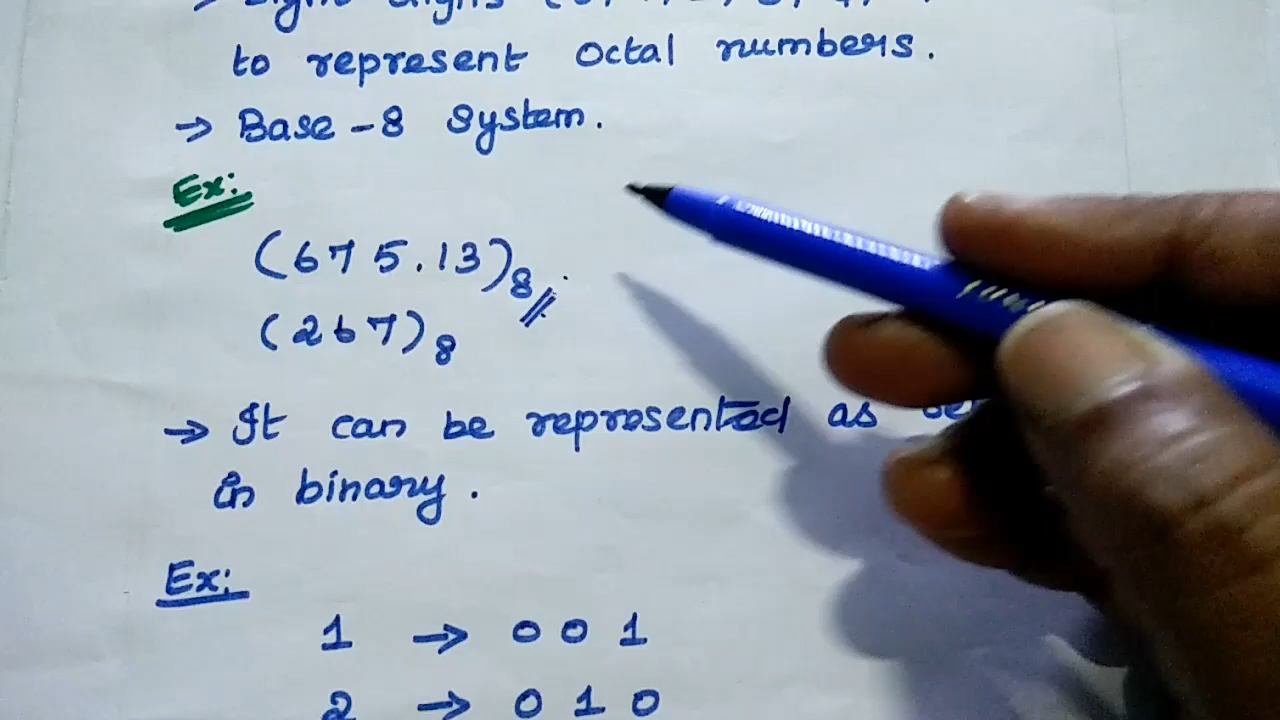 to represent Octal numbers.
→ Base-8 System.
Ex:
(675.13)8
(267)8
→ It can be represented as
in binary.
Ex:
1 → 001
2 → 010